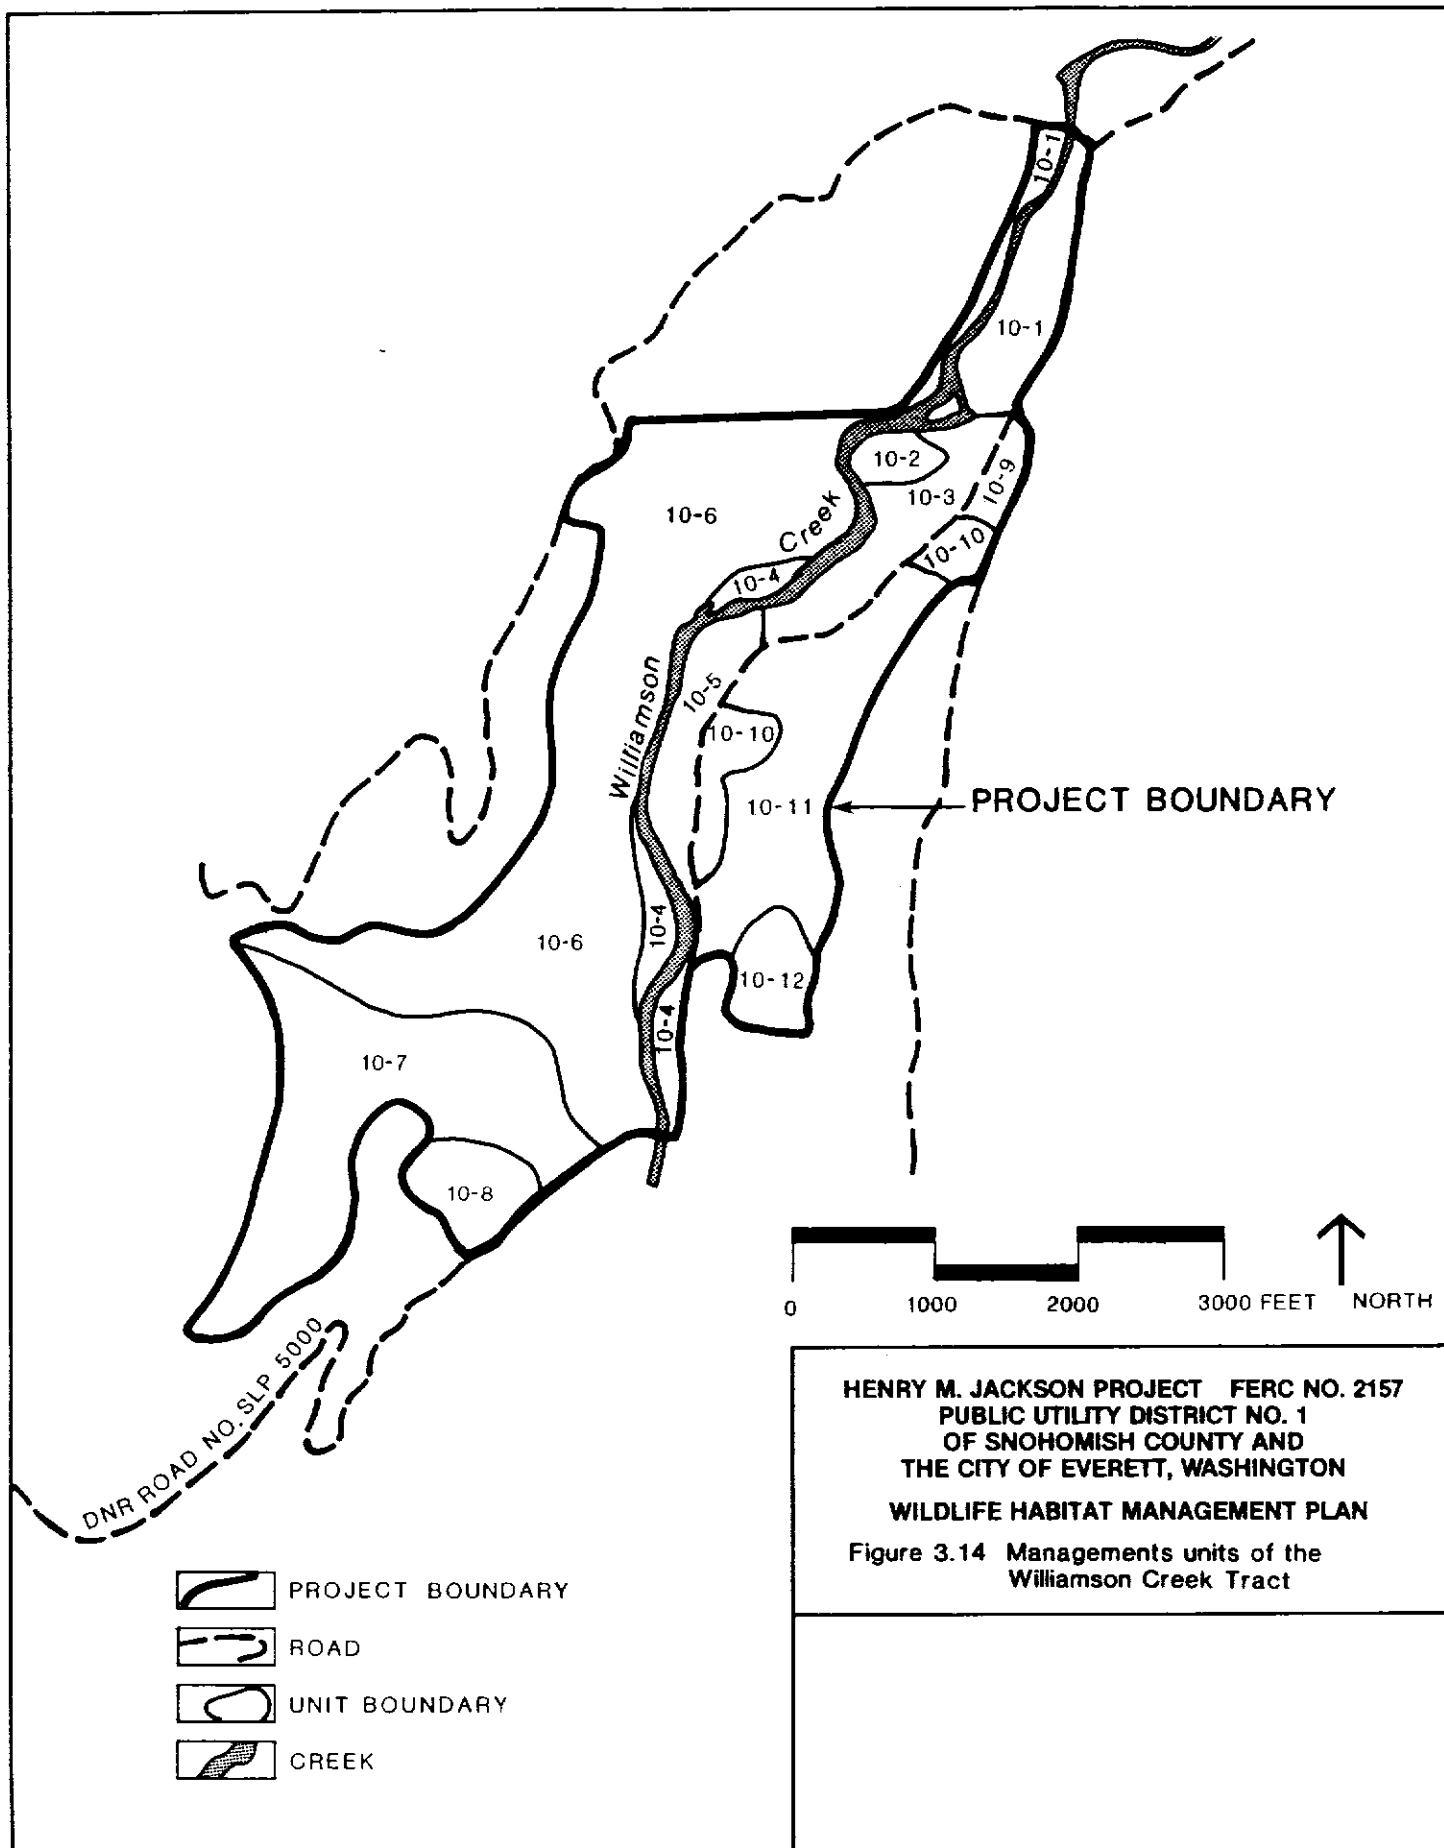 10-1
10-1
10-2
10-3
10-9
10-6
Creek
10-10
10-4
Williamson
10-5
10-10
10-11
PROJECT BOUNDARY
10-4
10-6
10-12
10-4
10-7
10-8
0 1000 2000 3000 FEET NORTH
DNR ROAD NO. SLP 5000
HENRY M. JACKSON PROJECT FERC NO. 2157
PUBLIC UTILITY DISTRICT NO. 1
OF SNOHOMISH COUNTY AND
THE CITY OF EVERETT, WASHINGTON
WILDLIFE HABITAT MANAGEMENT PLAN
Figure 3.14 Managements units of the
Williamson Creek Tract
PROJECT BOUNDARY
ROAD
UNIT BOUNDARY
CREEK